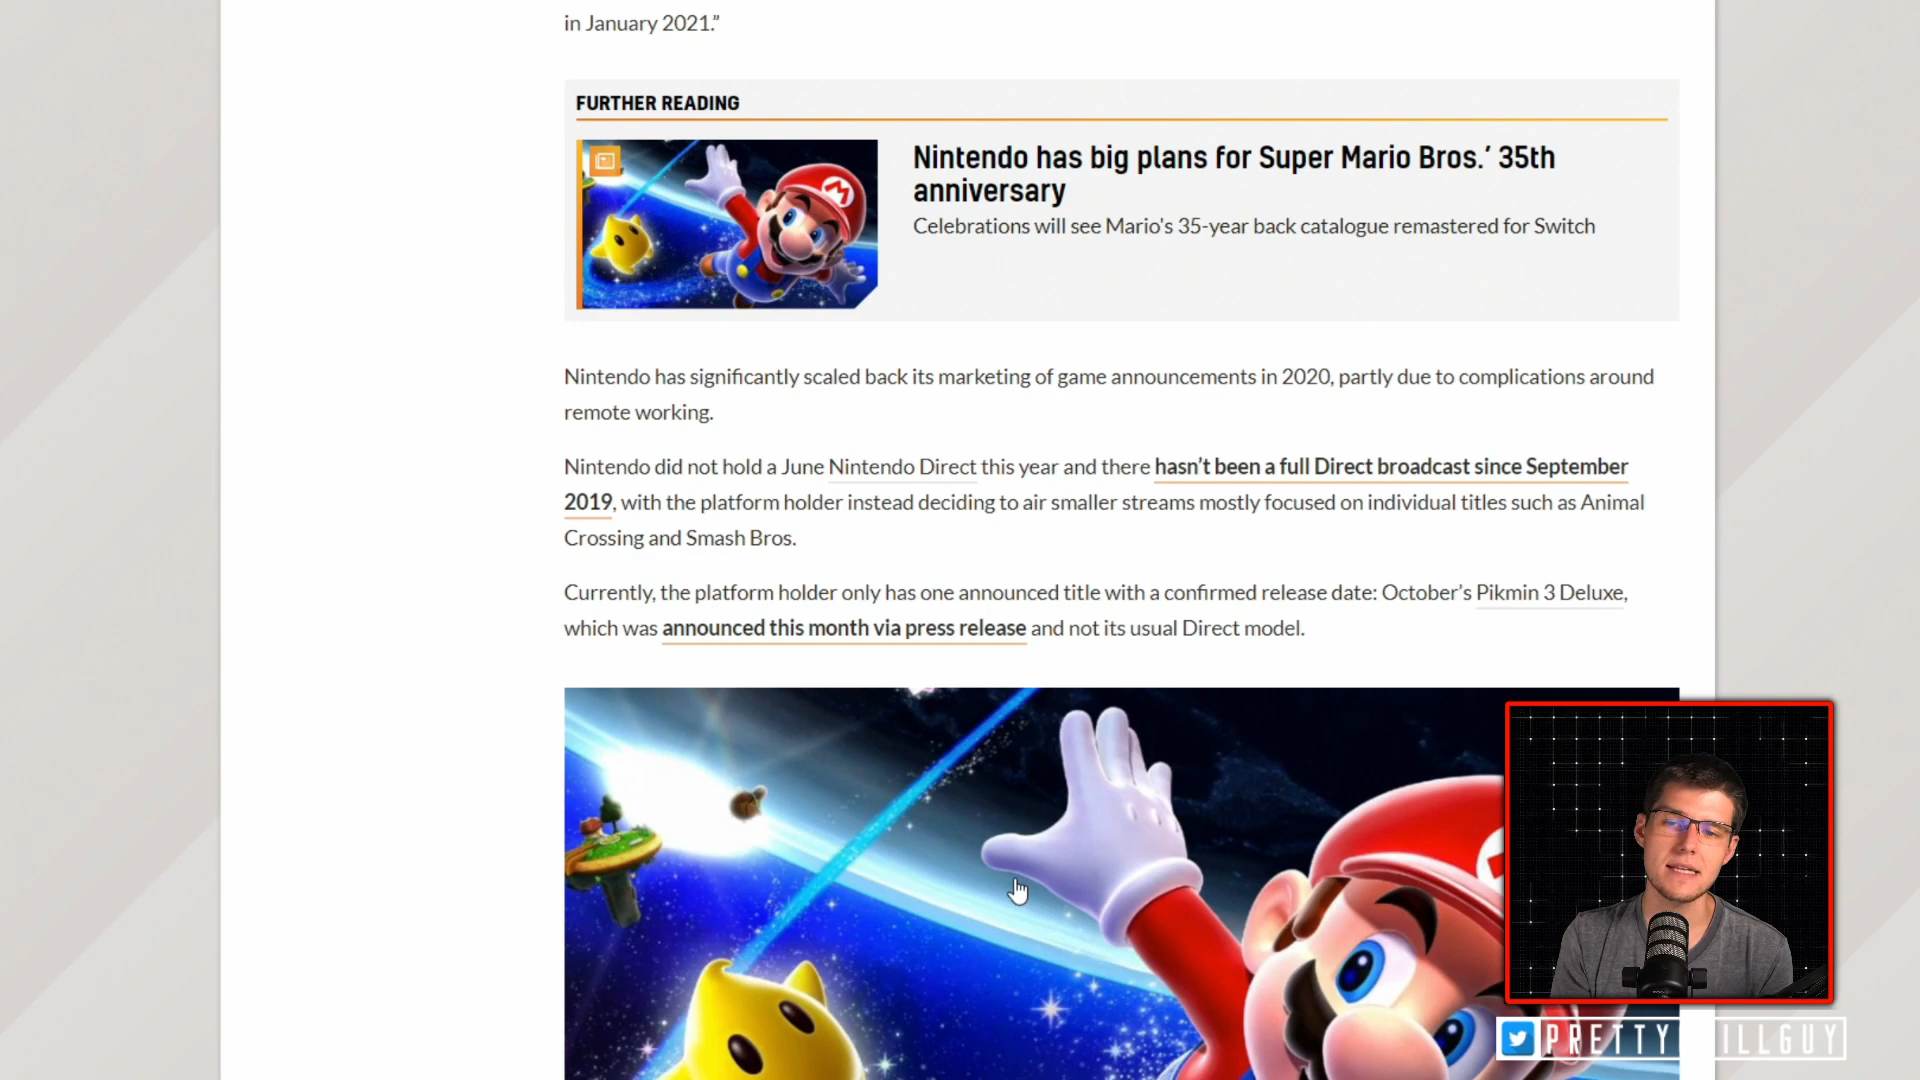 in January 2021.”
FURTHER READING
Nintendo has big plans for Super Mario Bros.’ 35th
anniversary
Celebrations will see Mario's 35-year back catalogue remastered for Switch
Nintendo has significantly scaled back its marketing of game announcements in 2020, partly due to complications around
remote working.
Nintendo did not hold a June Nintendo Direct this year and there hasn’t been a full Direct broadcast since September
2019, with the platform holder instead deciding to air smaller streams mostly focused on individual titles such as Animal
Crossing and Smash Bros.
Currently, the platform holder only has one announced title with a confirmed release date: October’s Pikmin 3 Deluxe,
which was announced this month via press release and not its usual Direct model.